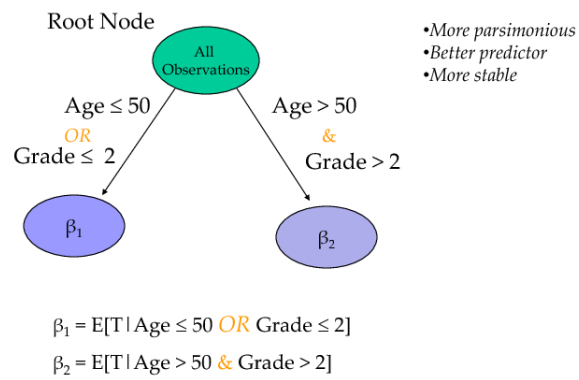 Root Node
All
Observations
•More parsimonious
•Better predictor
•More stable
Age ≤ 50
OR
Grade ≤ 2
Age > 50
&
Grade > 2
β1
β2
β1 = E[T | Age ≤ 50 OR Grade ≤ 2]
β2 = E[T | Age > 50 & Grade > 2]